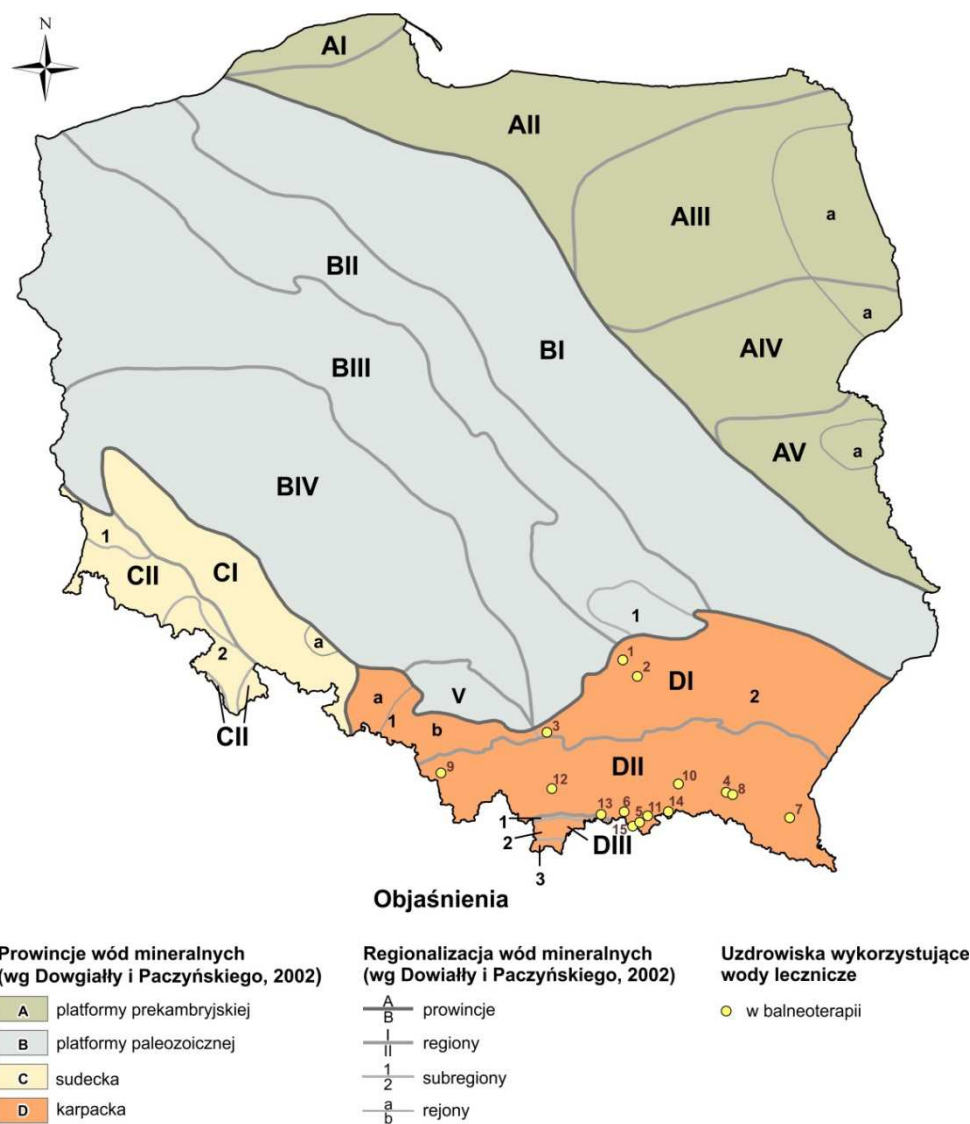 N
AI
AII
AIII
a
a
BII
BI
AIV
BIII
AV
a
BIV
1
CI
CII
1
a
2
1
2
DI
2
CII
a
1
b
V
3
DII
9
12
10
4
8
13
6
5
11
14
7
15
1
2
DIII
3
Objaśnienia
Prowincje wód mineralnych
(wg Dowgiałły i Paczyńskiego, 2002)
A platformy prekambryjskiej
B platformy paleozoicznej
C sudecka
D karpacka
Regionalizacja wód mineralnych
(wg Dowiałły i Paczyńskiego, 2002)
A
B prowincje
I
II regiony
1
2 subregiony
a
b rejony
Uzdrowiska wykorzystujące
wody lecznicze
w balneoterapii